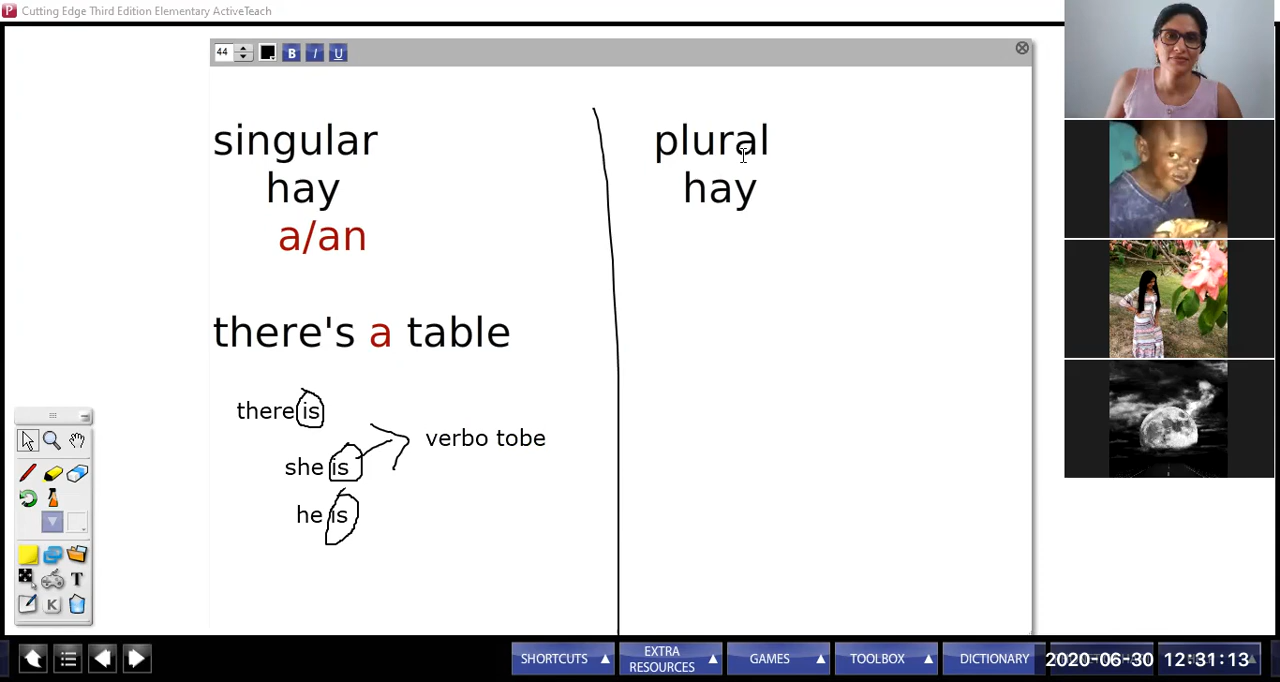 Cutting Edge Third Edition Elementary ActiveTeach
44 B I U
singular
hay
a/an
there's a table
there is
she is
he is
verbo tobe
plural
hay
T
K
SHORTCUTS
EXTRA
RESOURCES
GAMES
TOOLBOX
DICTIONARY
2020-06-30 12:31:13